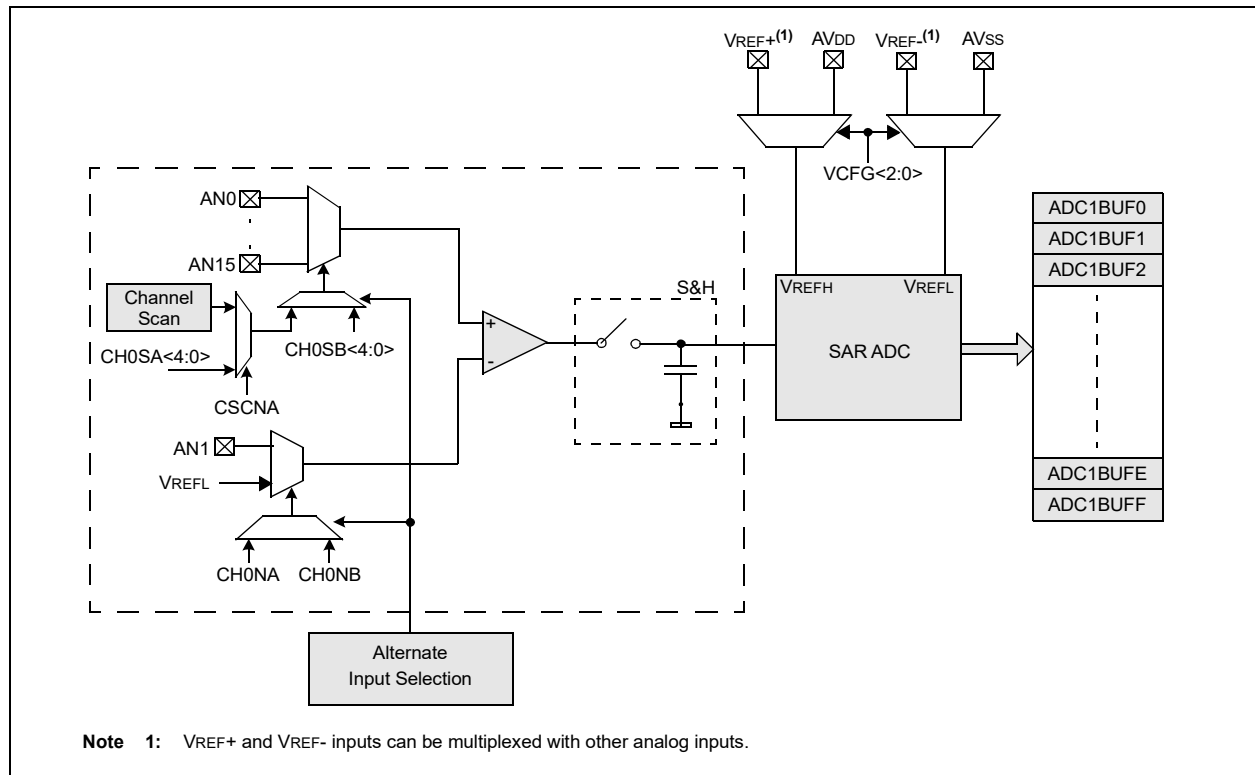 VREF+(1) AVDD VREF-(1) AVSS
VCFG<2:0>
AN0
AN15
Channel
Scan
CH0SA<4:0>
CH0SB<4:0>
CSCNA
AN1
VREFL
CH0NA CH0NB
+
-
S&H
VREFH VREFL
SAR ADC
ADC1BUF0
ADC1BUF1
ADC1BUF2
ADC1BUFE
ADC1BUFF
Alternate
Input Selection
Note 1: VREF+ and VREF- inputs can be multiplexed with other analog inputs.